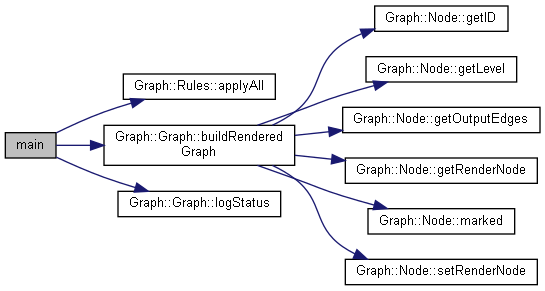 main
Graph::Rules::applyAll
Graph::Graph::buildRendered
Graph
Graph::Graph::logStatus
Graph::Node::getID
Graph::Node::getLevel
Graph::Node::getOutputEdges
Graph::Node::getRenderNode
Graph::Node::marked
Graph::Node::setRenderNode